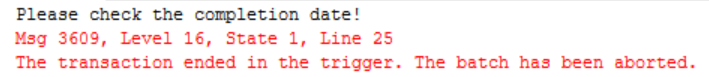 Please check the completion date!
Msg 3609, Level 16, State 1, Line 25
The transaction ended in the trigger. The batch has been aborted.